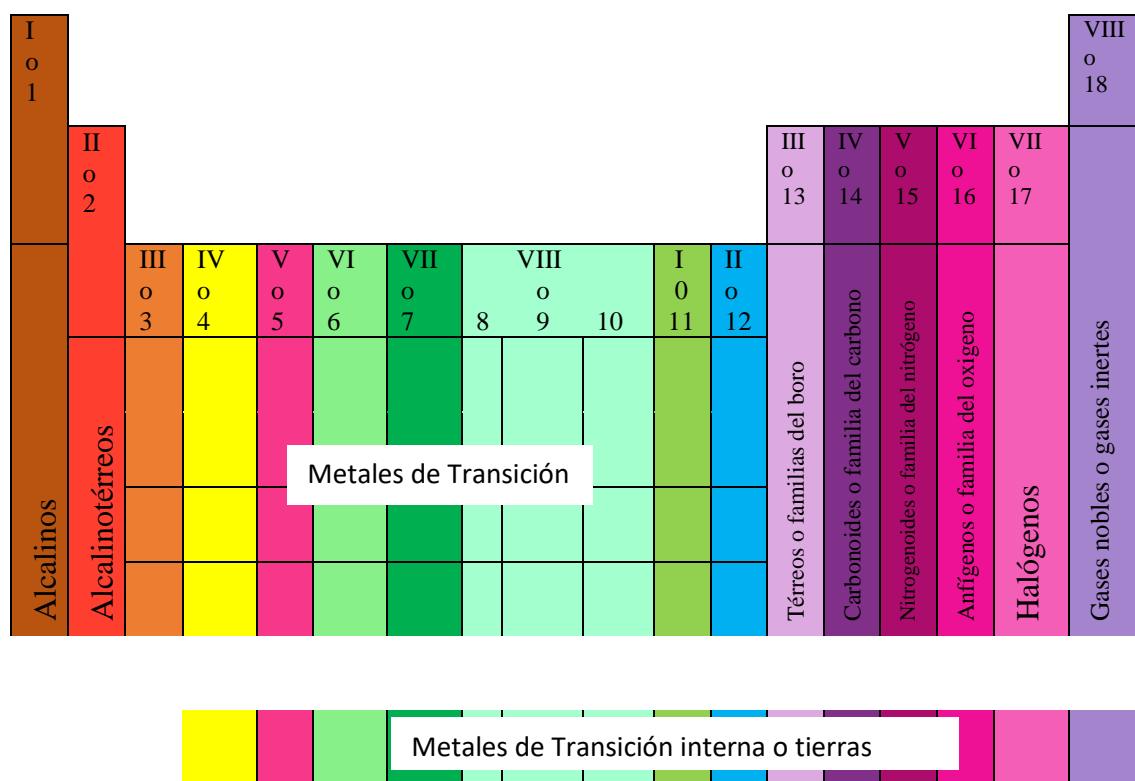 I
o
1
VIII
o
18
II
o
2
III
o
13
IV
o
14
V
o
15
VI
o
16
VII
o
17
III
o
3
IV
o
4
V
o
5
VI
o
6
VII
o
7
VIII
o
8 9 10
I
0
11
II
o
12
Alcalinos
Alcalinotérreos
Metales de Transición
Térreos o familias del boro
Carbonoides o familia del carbono
Nitrogenoides o familia del nitrógeno
Anfígenos o familia del oxigeno
Halógenos
Gases nobles o gases inertes
Metales de Transición interna o tierras